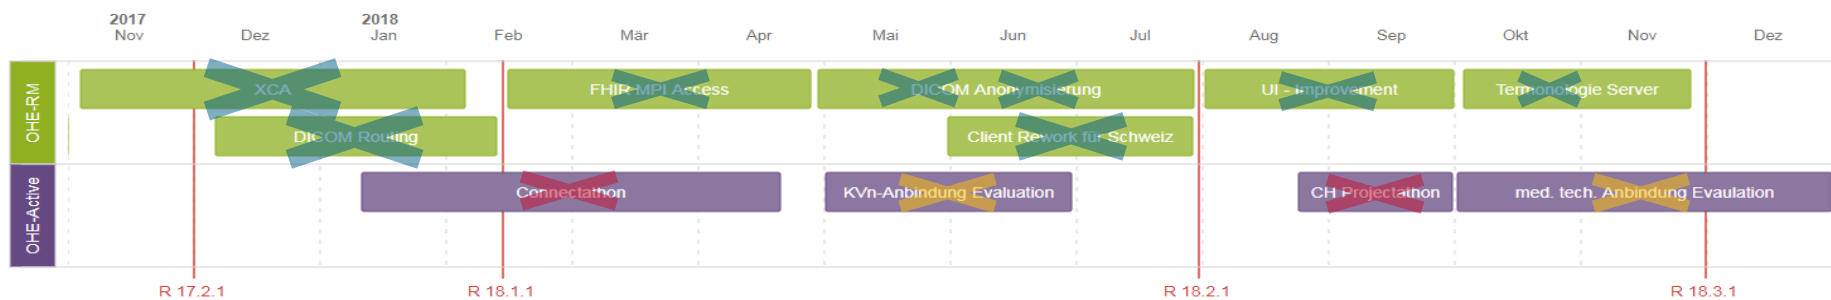 2017
2018
Nov Dez Jan Feb Mär Apr Mai Jun Jul Aug Sep Okt Nov Dez
OHE-RM
XCA
FHIR MPI Access
DICOM Anonymisierung
UI - Improvement
Termonologie Server
DICOM Routing
Client Rework für Schweiz
OHE-Active
Connectathon
KVn-Anbindung Evaluation
CH Projectathon
med. tech. Anbindung Evaulation
R 17.2.1
R 18.1.1
R 18.2.1
R 18.3.1